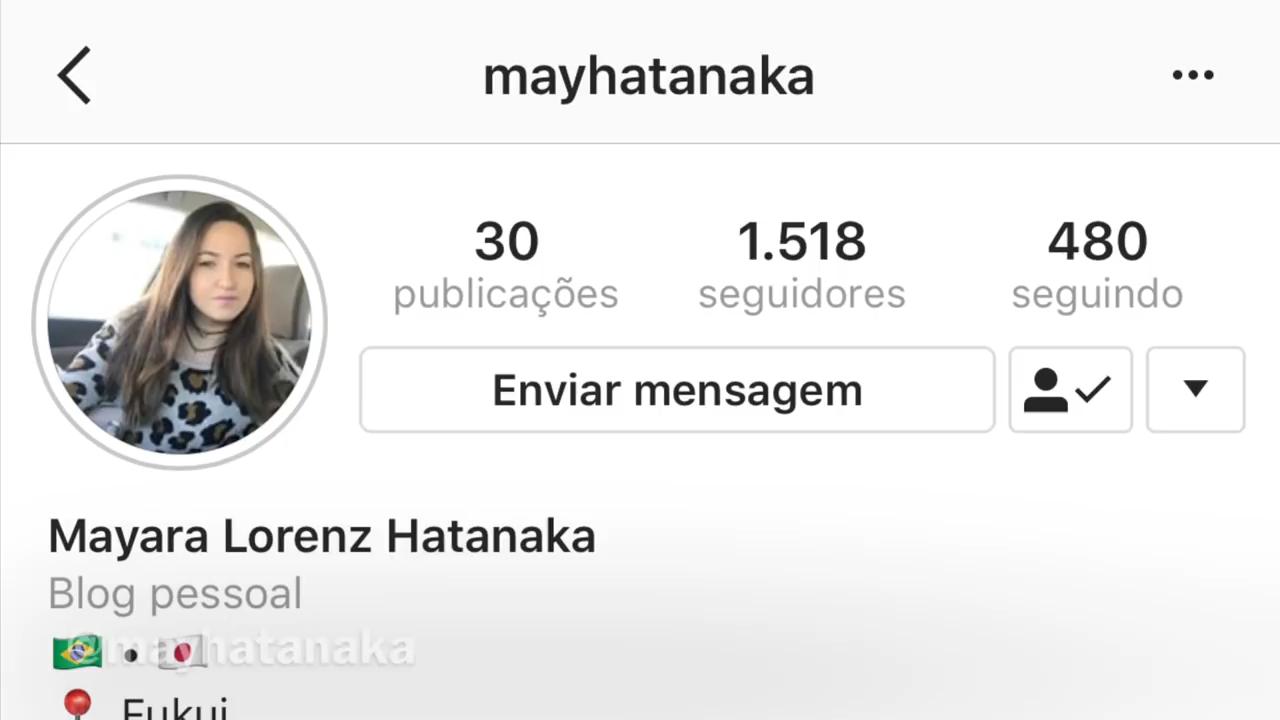 mayhatanaka
30
1.518
480
publicações
seguidores
seguindo
Enviar mensagem
Mayara Lorenz Hatanaka
Blog pessoal
@mayhatanaka
Fukui